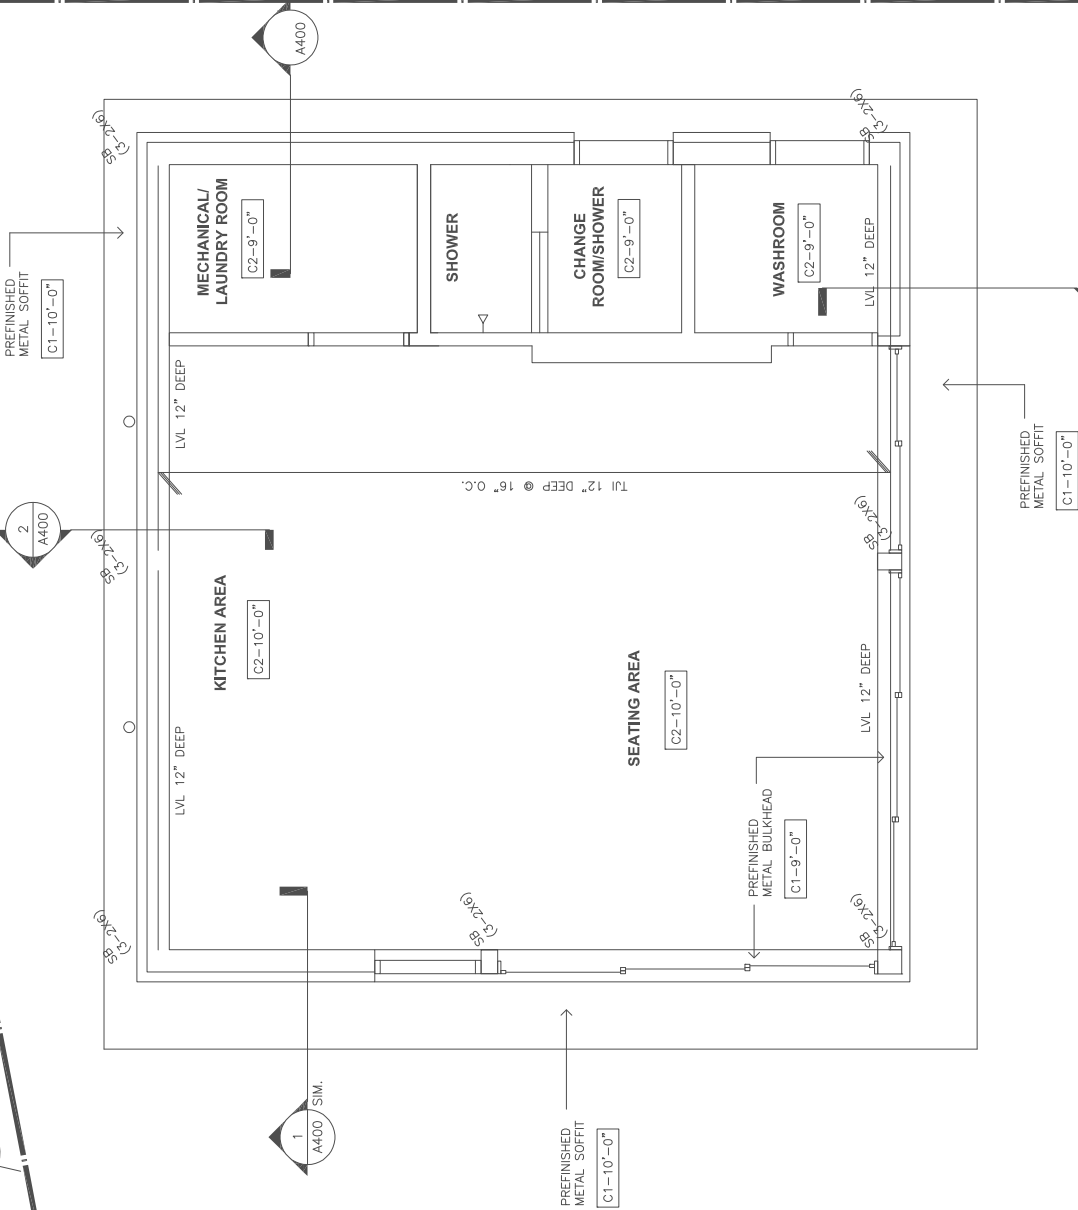 A400
SB (3-2X6)
SB (3-2X6)
PREFINISHED
METAL SOFFIT
C1-10'-0"
MECHANICAL/
LAUNDRY ROOM
C2-9'-0"
SHOWER
CHANGE
ROOM/SHOWER
C2-9'-0"
WASHROOM
C2-9'-0"
LVL 12" DEEP
LVL 12" DEEP
TJI 12" DEEP @ 16" O.C.
PREFINISHED
METAL SOFFIT
C1-10'-0"
2
A400
SB (3-2X6)
SB (3-2X6)
KITCHEN AREA
C2-10'-0"
SEATING AREA
C2-10'-0"
LVL 12" DEEP
LVL 12" DEEP
PREFINISHED
METAL BULKHEAD
C1-9'-0"
SB (3-2X6)
SB (3-2X6)
SB (3-2X6)
1
A400
SIM.
PREFINISHED
METAL SOFFIT
C1-10'-0"